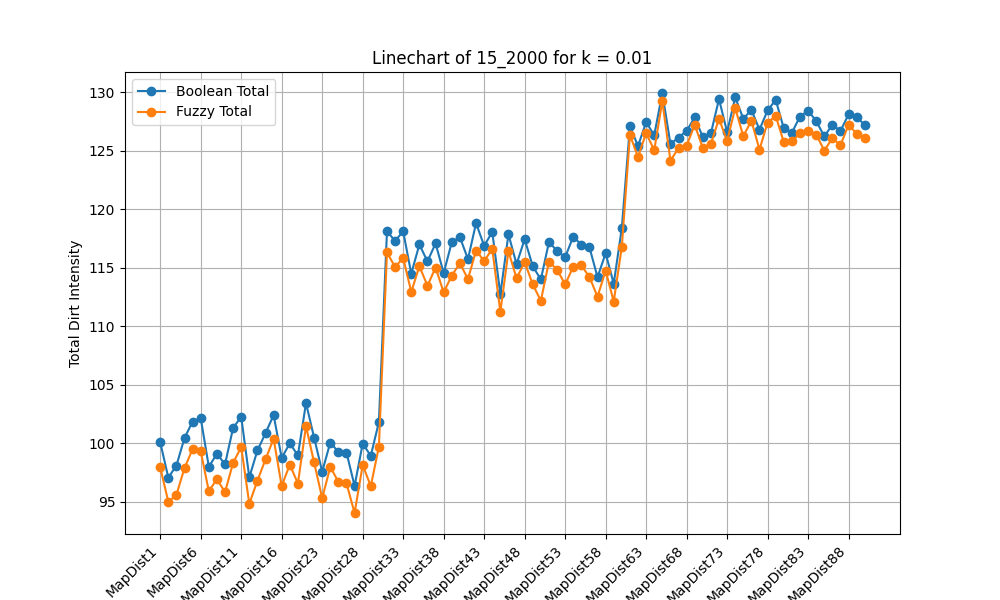 Linechart of 15_2000 for k = 0.01
Boolean Total
Fuzzy Total
Total Dirt Intensity
130
125
120
115
110
105
100
95
MapDist1
MapDist6
MapDist11
MapDist16
MapDist23
MapDist28
MapDist33
MapDist38
MapDist43
MapDist48
MapDist53
MapDist58
MapDist63
MapDist68
MapDist73
MapDist78
MapDist83
MapDist88